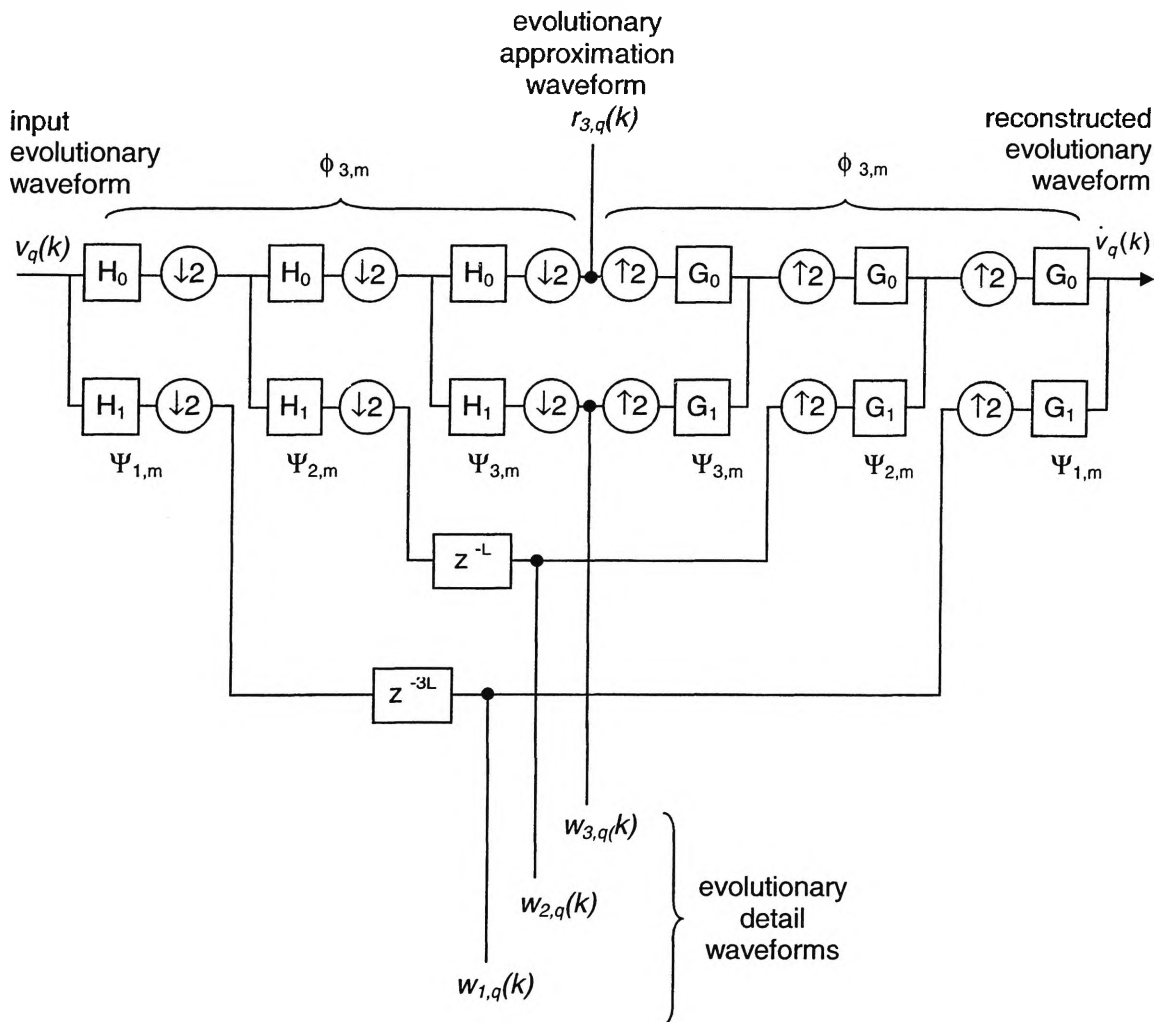 evolutionary
approximation
waveform
r3,q(k)
input
evolutionary
waveform
reconstructed
evolutionary
waveform
ϕ 3,m
ϕ 3,m
vq(k)
H0
↓2
H0
↓2
H0
↓2
↑2
G0
↑2
G0
↑2
G0
v̇q(k)
H1
↓2
H1
↓2
H1
↓2
↑2
G1
↑2
G1
↑2
G1
Ψ1,m
Ψ2,m
Ψ3,m
Ψ3,m
Ψ2,m
Ψ1,m
z -L
z -3L
w3,q(k)
w2,q(k)
w1,q(k)
evolutionary
detail
waveforms